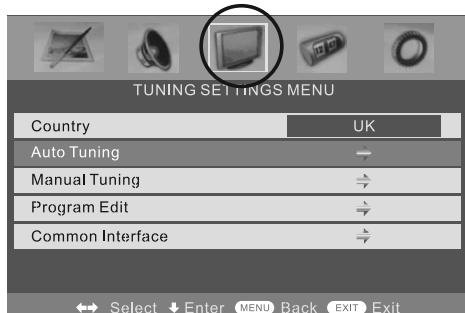 TUNING SETTINGS MENU
Country UK
Auto Tuning
Manual Tuning
Program Edit
Common Interface
Select Enter MENU Back EXIT Exit